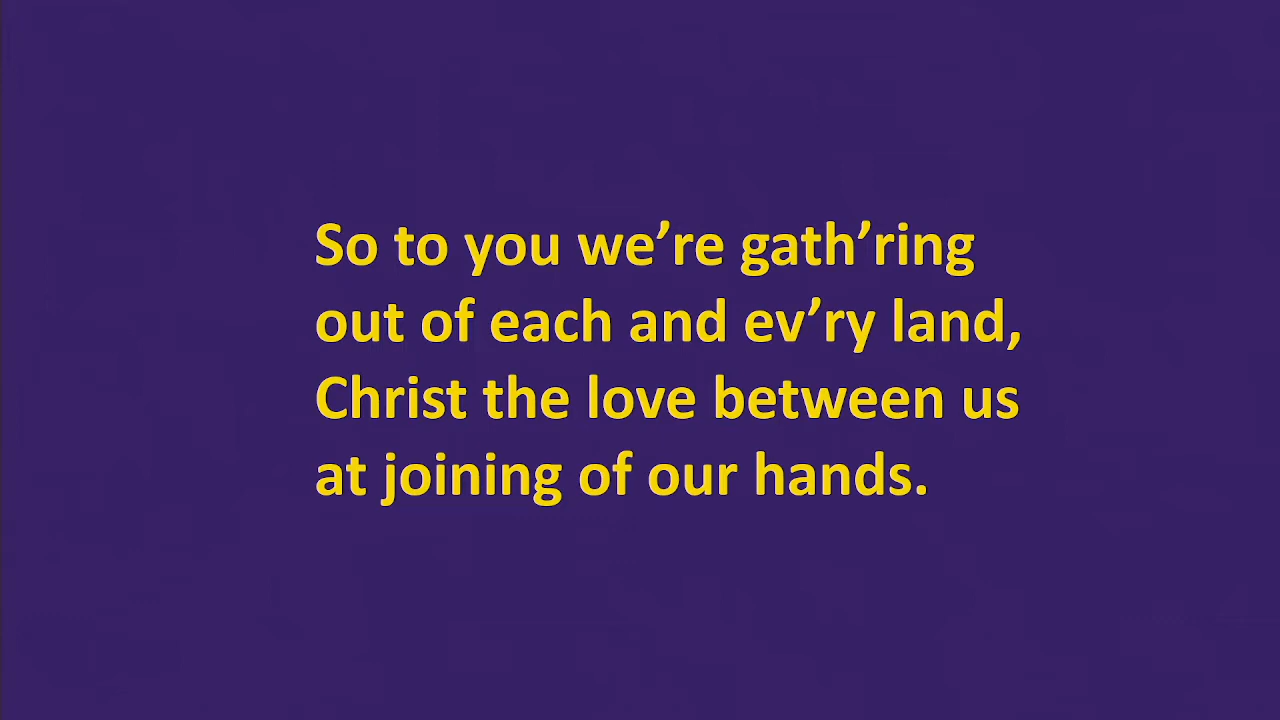 So to you we’re gath’ring
out of each and ev’ry land,
Christ the love between us
at joining of our hands.